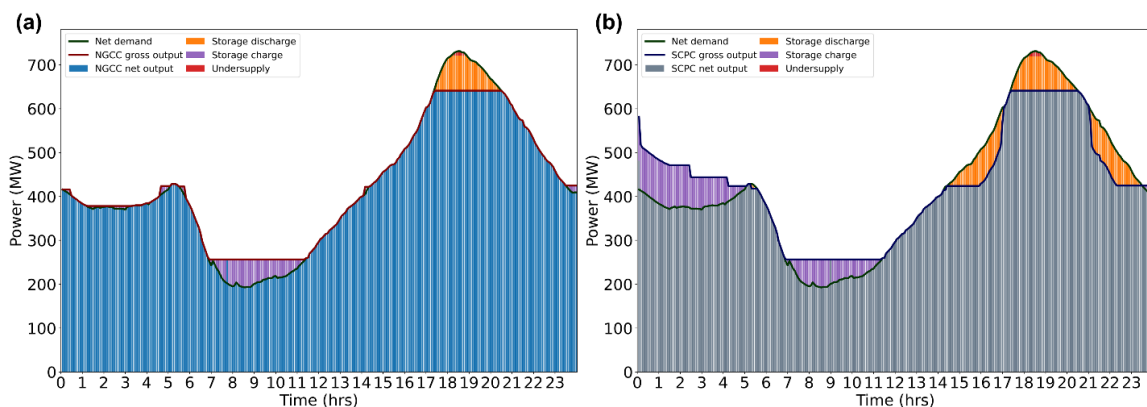 (a)
Net demand
NGCC gross output
NGCC net output
Storage discharge
Storage charge
Undersupply
Power (MW)
700
600
500
400
300
200
100
0
0 1 2 3 4 5 6 7 8 9 10 11 12 13 14 15 16 17 18 19 20 21 22 23
Time (hrs)
(b)
Net demand
SCPC gross output
SCPC net output
Storage discharge
Storage charge
Undersupply
Power (MW)
700
600
500
400
300
200
100
0
0 1 2 3 4 5 6 7 8 9 10 11 12 13 14 15 16 17 18 19 20 21 22 23
Time (hrs)